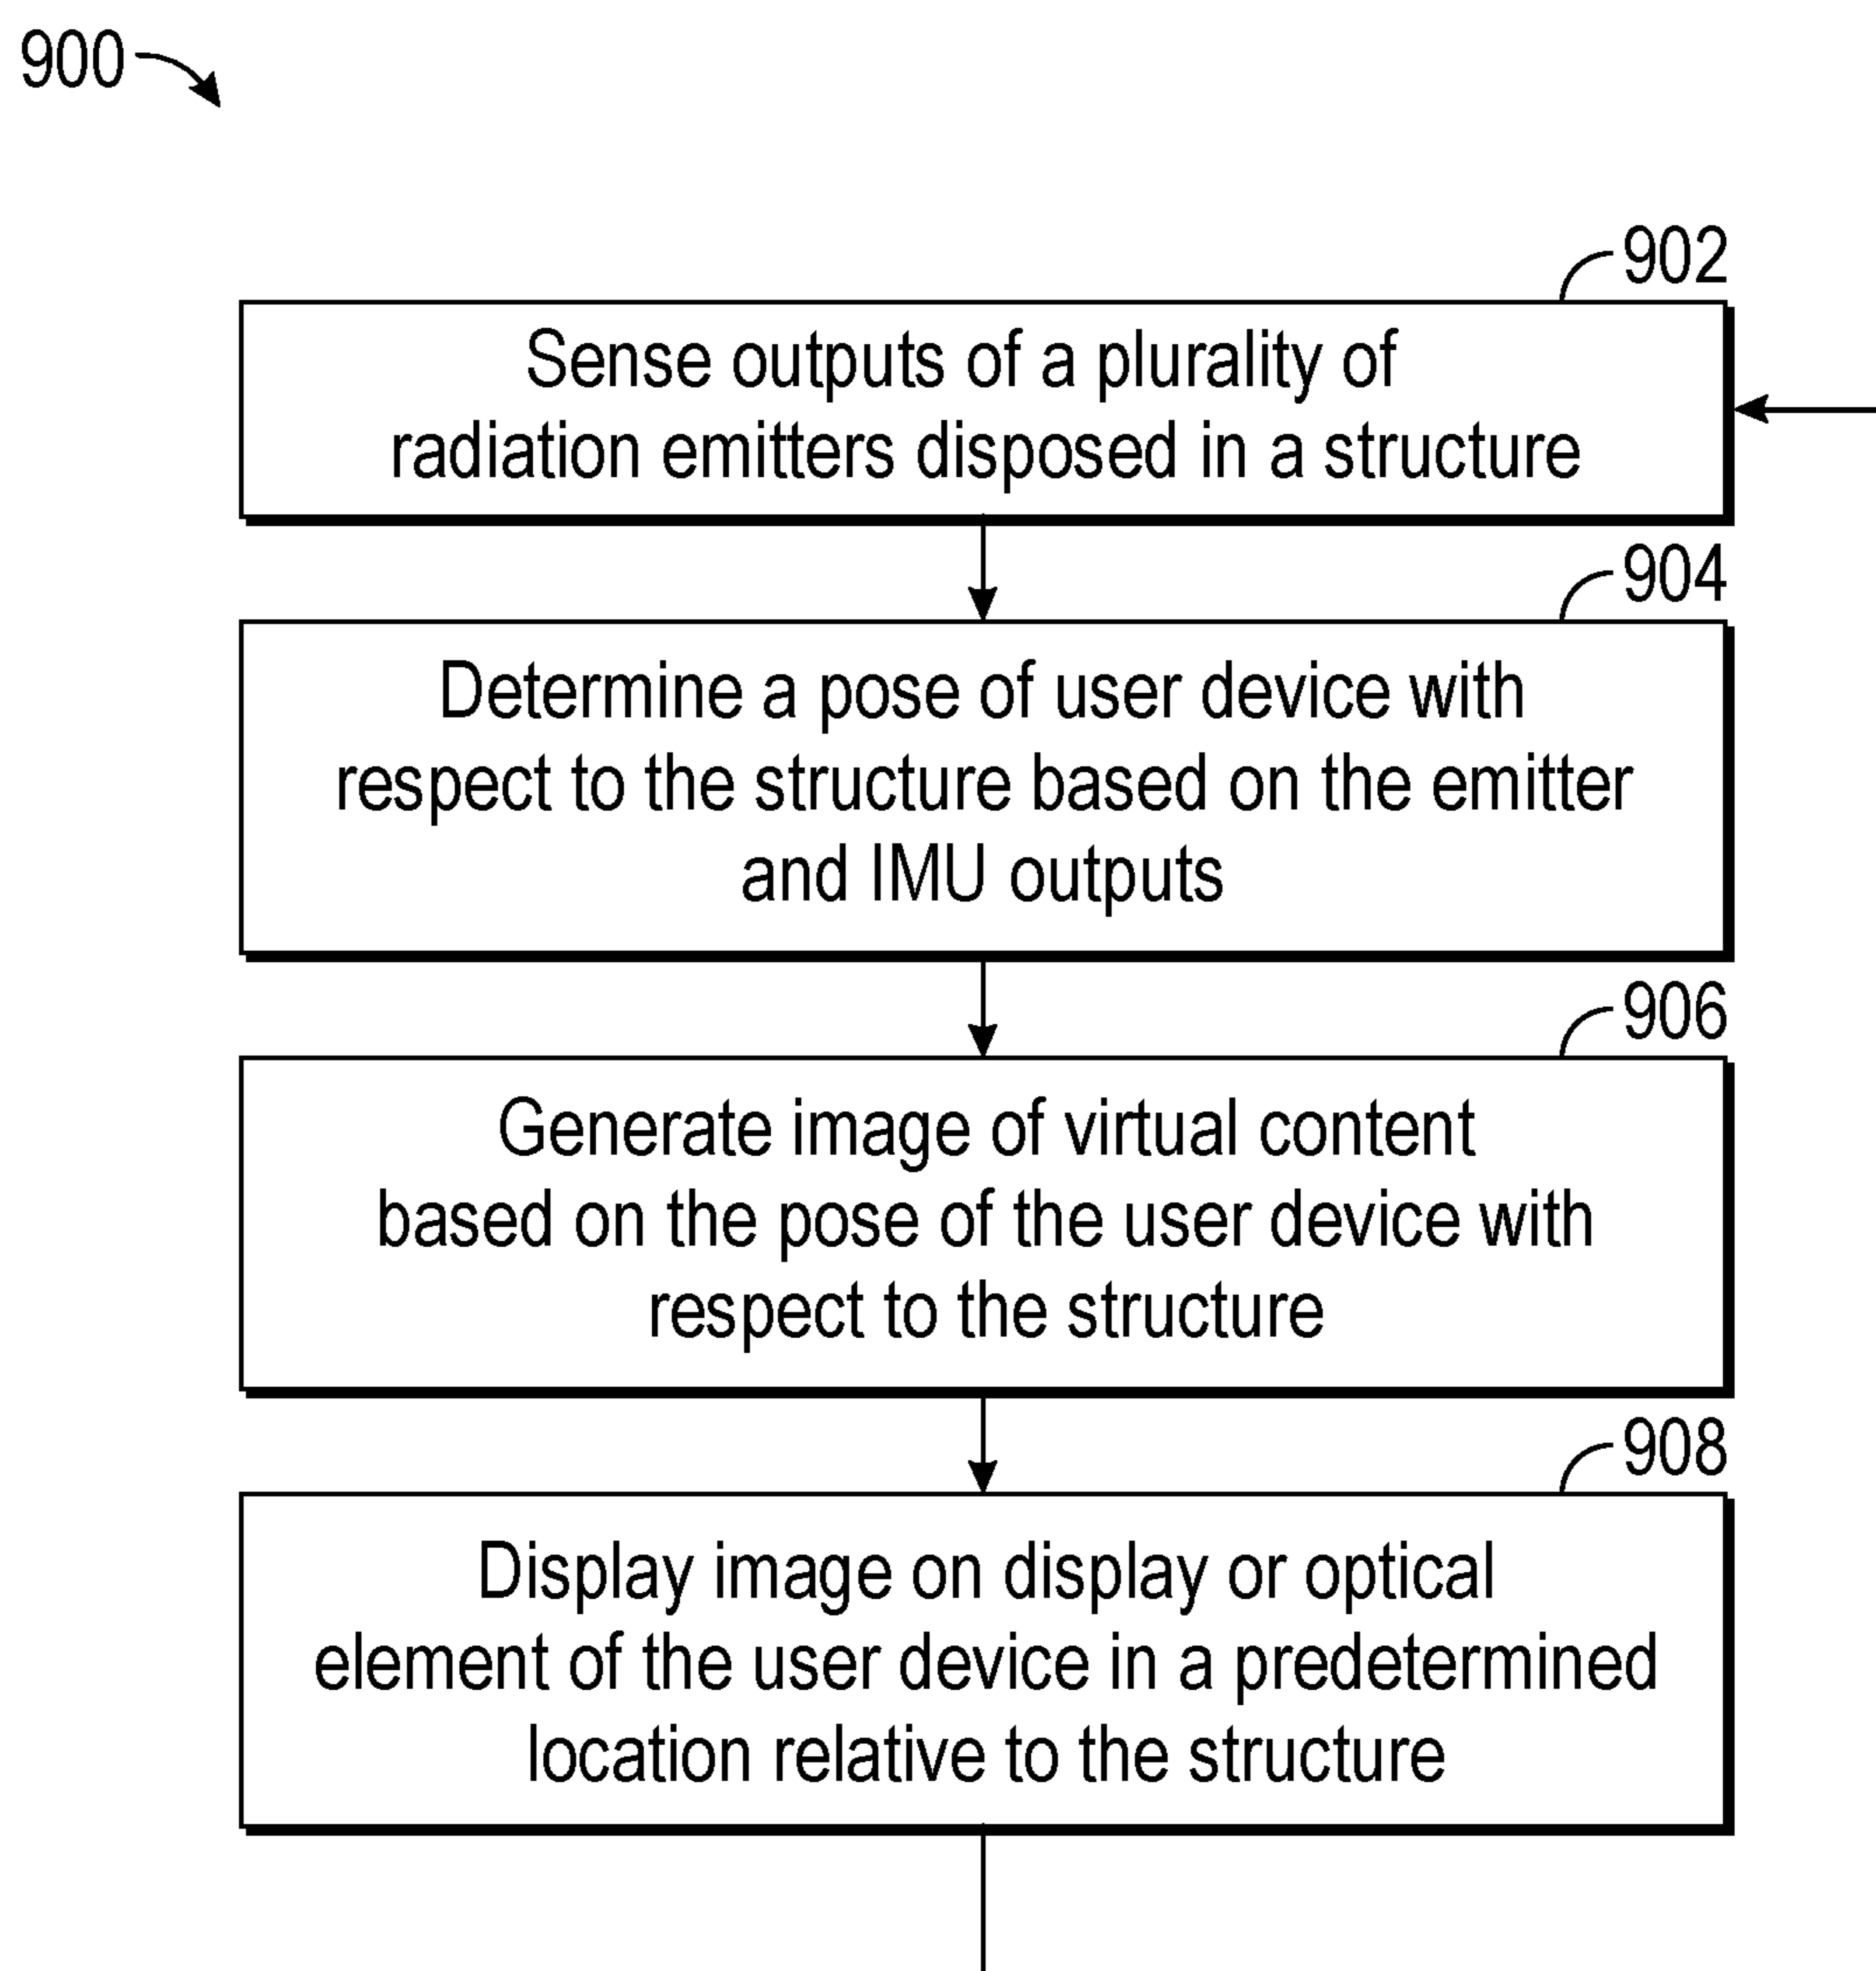 900
902
Sense outputs of a plurality of
radiation emitters disposed in a structure
904
Determine a pose of user device with
respect to the structure based on the emitter
and IMU outputs
906
Generate image of virtual content
based on the pose of the user device with
respect to the structure
908
Display image on display or optical
element of the user device in a predetermined
location relative to the structure